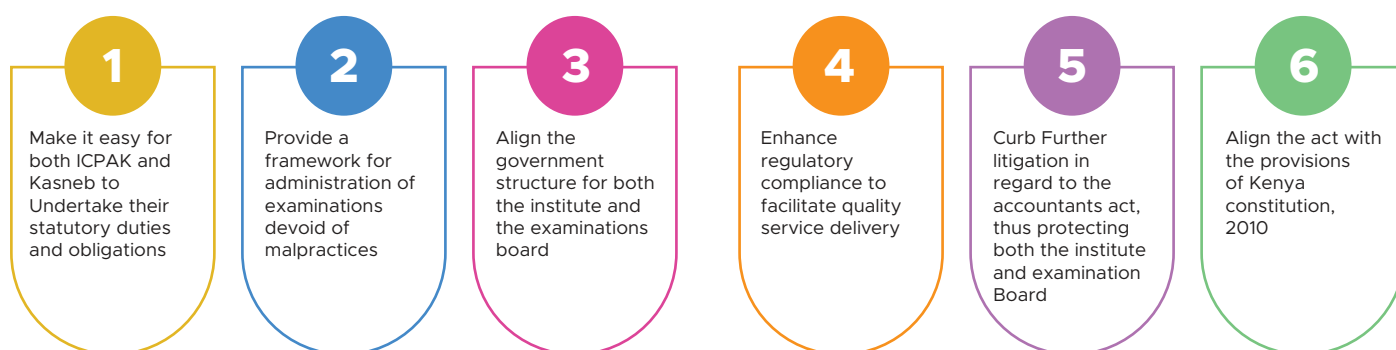 1
Make it easy for
both ICPAK and
Kasneb to
Undertake their
statutory duties
and obligations
2
Provide a
framework for
administration of
examinations
devoid of
malpractices
3
Align the
government
structure for both
the institute and
the examinations
board
4
Enhance
regulatory
compliance to
facilitate quality
service delivery
5
Curb Further
litigation in
regard to the
accountants act,
thus protecting
both the institute
and examination
Board
6
Align the act with
the provisions
of Kenya
constitution,
2010